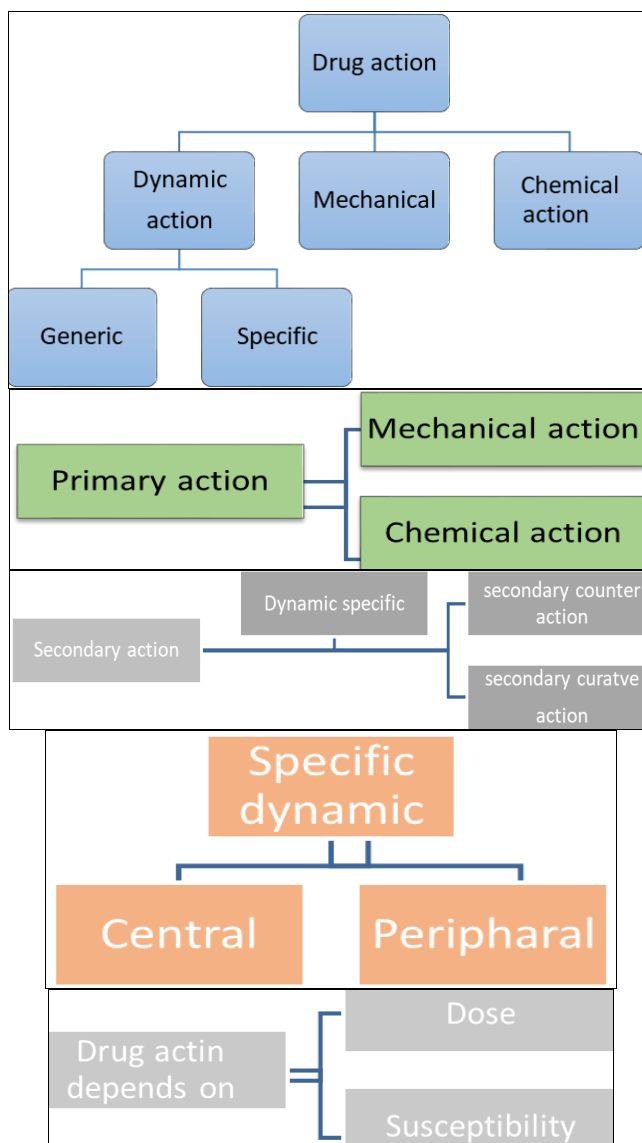 Drug action
Dynamic
action
Mechanical
Chemical
action
Generic
Specific
Primary action
Mechanical action
Chemical action
Secondary action
Dynamic specific
secondary counter
action
secondary curatve
action
Specific
dynamic
Central
Peripharal
Drug actin
depends on
Dose
Susceptibility